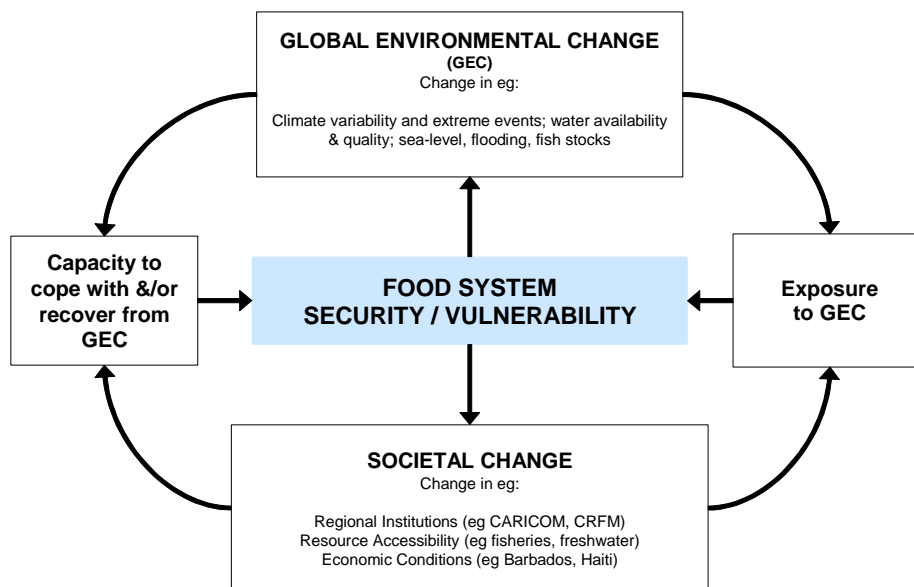 GLOBAL ENVIRONMENTAL CHANGE
(GEC)
Change in eg:
Climate variability and extreme events; water availability
& quality; sea-level, flooding, fish stocks
Capacity to
cope with &/or
recover from
GEC
FOOD SYSTEM
SECURITY / VULNERABILITY
Exposure
to GEC
SOCIETAL CHANGE
Change in eg:
Regional Institutions (eg CARICOM, CRFM)
Resource Accessibility (eg fisheries, freshwater)
Economic Conditions (eg Barbados, Haiti)